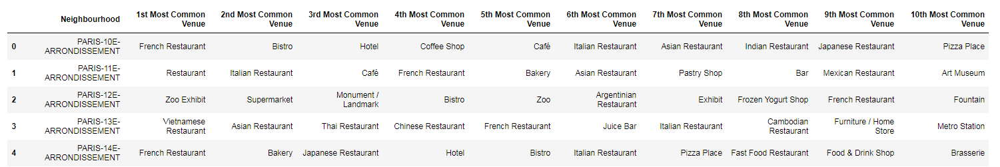 Neighbourhood 1st Most Common Venue 2nd Most Common Venue 3rd Most Common Venue 4th Most Common Venue 5th Most Common Venue 6th Most Common Venue 7th Most Common Venue 8th Most Common Venue 9th Most Common Venue 10th Most Common Venue
0 PARIS-10E-ARRONDISSEMENT French Restaurant Bistro Hotel Coffee Shop Café Italian Restaurant Asian Restaurant Indian Restaurant Japanese Restaurant Pizza Place
1 PARIS-11E-ARRONDISSEMENT Restaurant Italian Restaurant Café French Restaurant Bakery Asian Restaurant Pastry Shop Bar Mexican Restaurant Art Museum
2 PARIS-12E-ARRONDISSEMENT Zoo Exhibit Supermarket Monument / Landmark Bistro Zoo Argentinian Restaurant Exhibit Frozen Yogurt Shop French Restaurant Fountain
3 PARIS-13E-ARRONDISSEMENT Vietnamese Restaurant Asian Restaurant Thai Restaurant Chinese Restaurant French Restaurant Juice Bar Italian Restaurant Cambodian Restaurant Furniture / Home Store Metro Station
4 PARIS-14E-ARRONDISSEMENT French Restaurant Bakery Japanese Restaurant Hotel Bistro Italian Restaurant Pizza Place Fast Food Restaurant Food & Drink Shop Brasserie